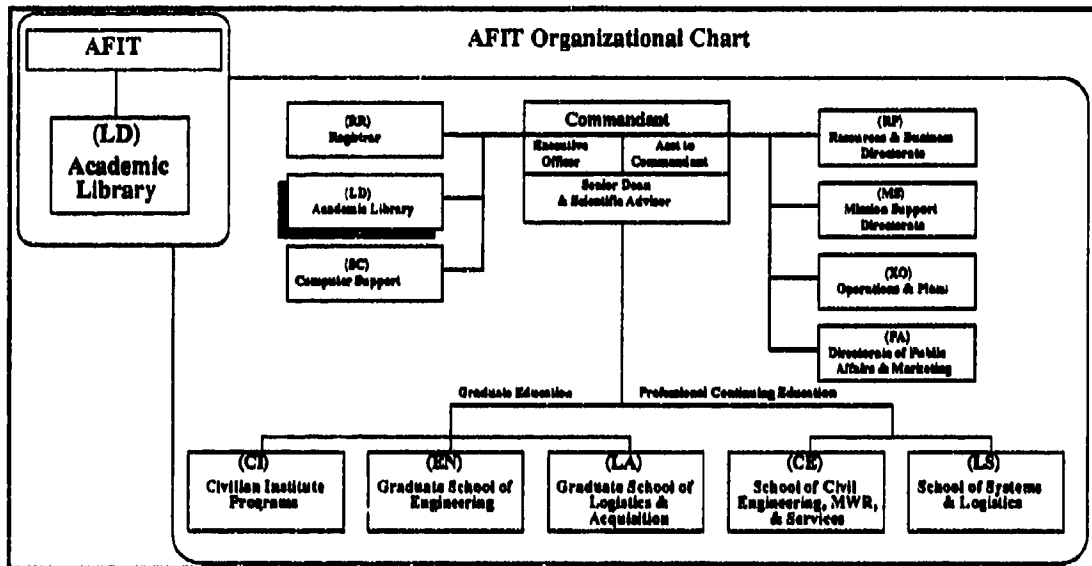 AFIT Organizational Chart
AFIT
(LD)
Academic
Library
(RR)
Registrar
(LD)
Academic Library
(SC)
Computer Support
Commandant
Executive
Officer
Asst to
Commandant
Senior Dean
& Scientific Advisor
(RP)
Resources & Business
Directorate
(MS)
Mission Support
Directorate
(XO)
Operations & Plans
(PA)
Directorate of Public
Affairs & Marketing
Graduate Education
Professional Continuing Education
(CI)
Civilian Institute
Programs
(EN)
Graduate School of
Engineering
(LA)
Graduate School of
Logistics &
Acquisition
(CE)
School of Civil
Engineering, MWR,
& Services
(LS)
School of Systems
& Logistics